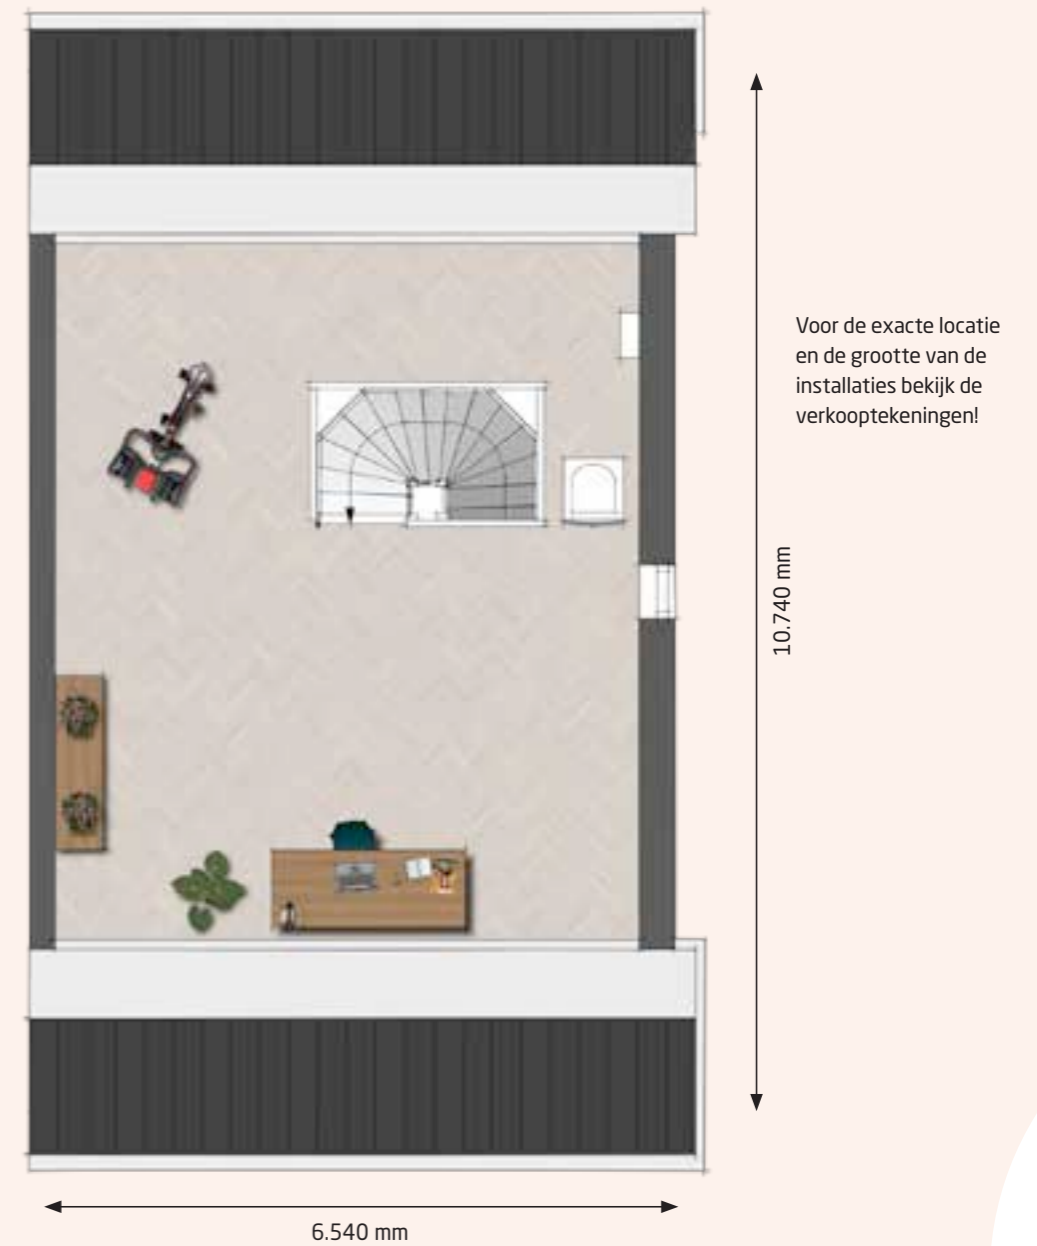 Voor de exacte locatie
en de grootte van de
installaties bekijk de
verkooptekeningen!
10.740 mm
6.540 mm